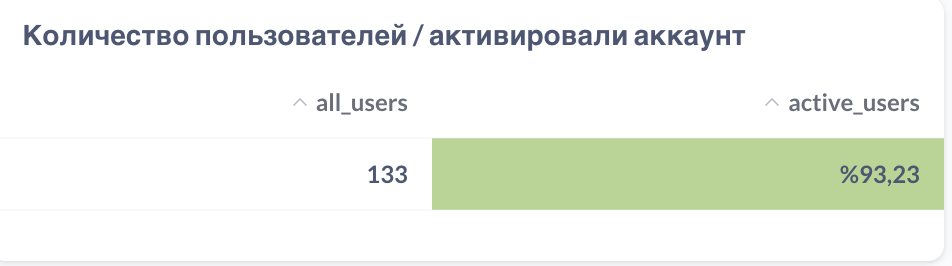 Количество пользователей / активировали аккаунт
all_users active_users
133 %93,23